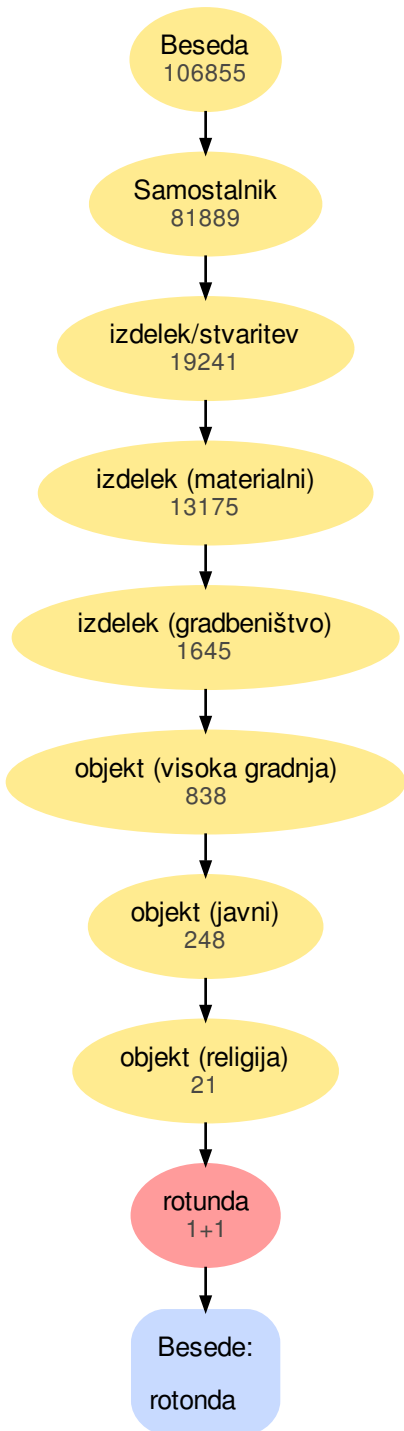 Beseda
106855
Samostalnik
81889
izdelek/stvaritev
19241
izdelek (materialni)
13175
izdelek (gradbeništvo)
1645
objekt (visoka gradnja)
838
objekt (javni)
248
objekt (religija)
21
rotunda
1+1
Besede:
rotonda